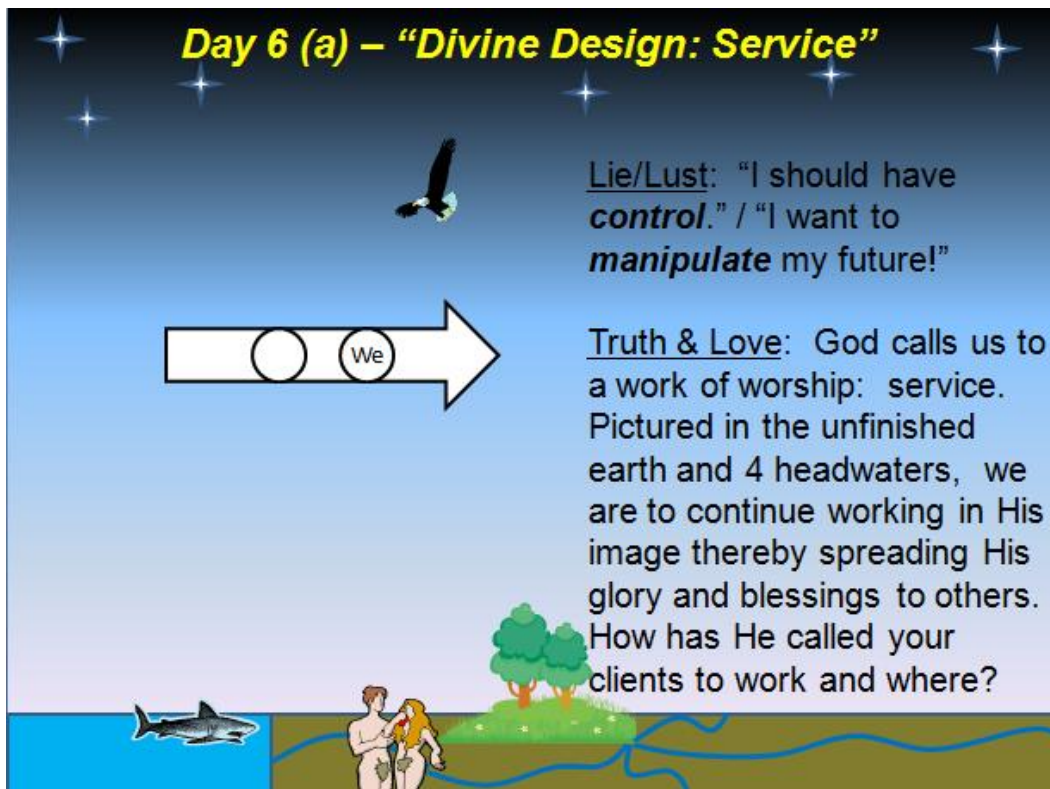 Day 6 (a) – “Divine Design: Service”
Lie/Lust: “I should have
control.” / “I want to
manipulate my future!”
We
Truth & Love: God calls us to
a work of worship: service.
Pictured in the unfinished
earth and 4 headwaters, we
are to continue working in His
image thereby spreading His
glory and blessings to others.
How has He called your
clients to work and where?